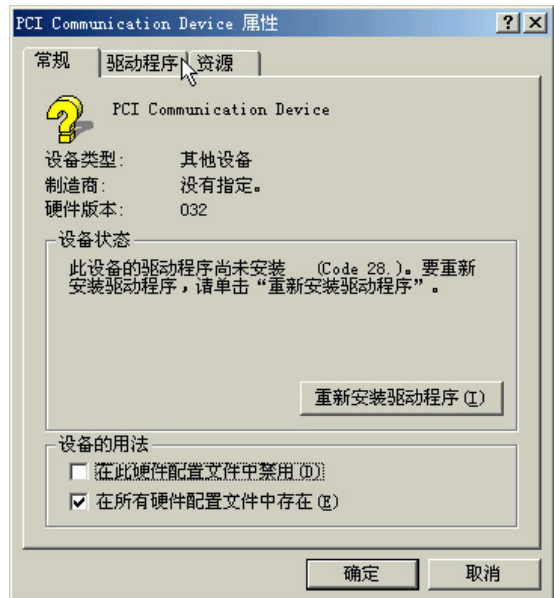 PCI Communication Device 属性
常规
驱动程序
资源
PCI Communication Device
设备类型: 其他设备
制造商: 没有指定。
硬件版本: 032
设备状态
此设备的驱动程序尚未安装 (Code 28.)。要重新
安装驱动程序,请单击“重新安装驱动程序”。
重新安装驱动程序(I)
设备的用法
在此硬件配置文件中禁用(D)
在所有硬件配置文件中存在(E)
确定
取消